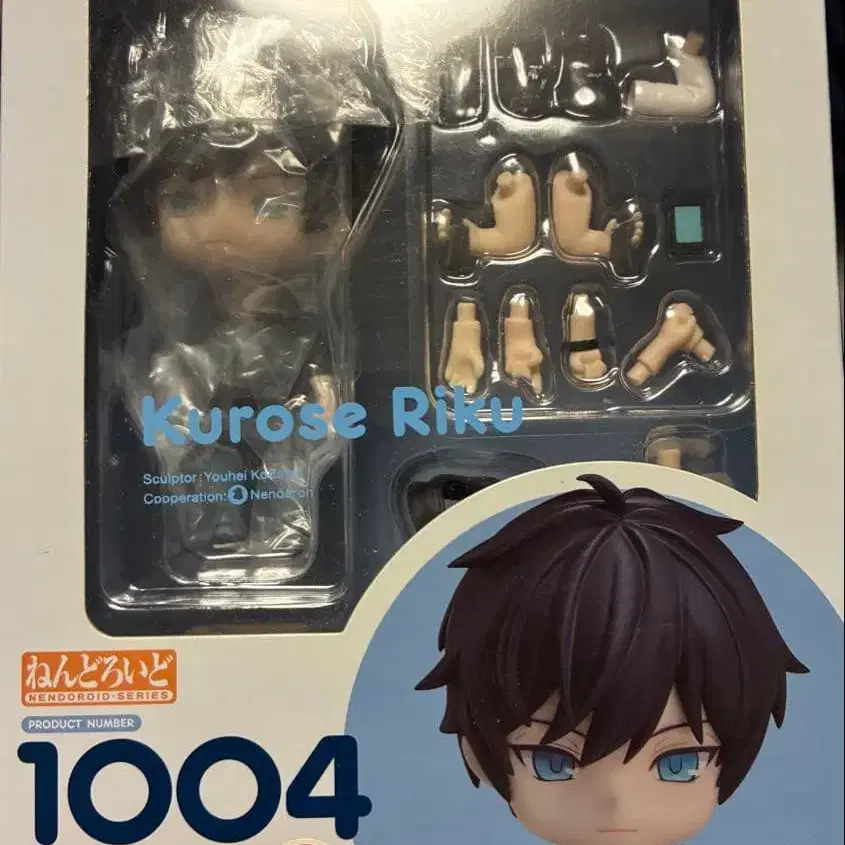 Kurose Riku
Sculptor: Youhei
Cooperation: Nendoron
ねんどろいど
NENDOROID·SERIES
PRODUCT NUMBER
1004